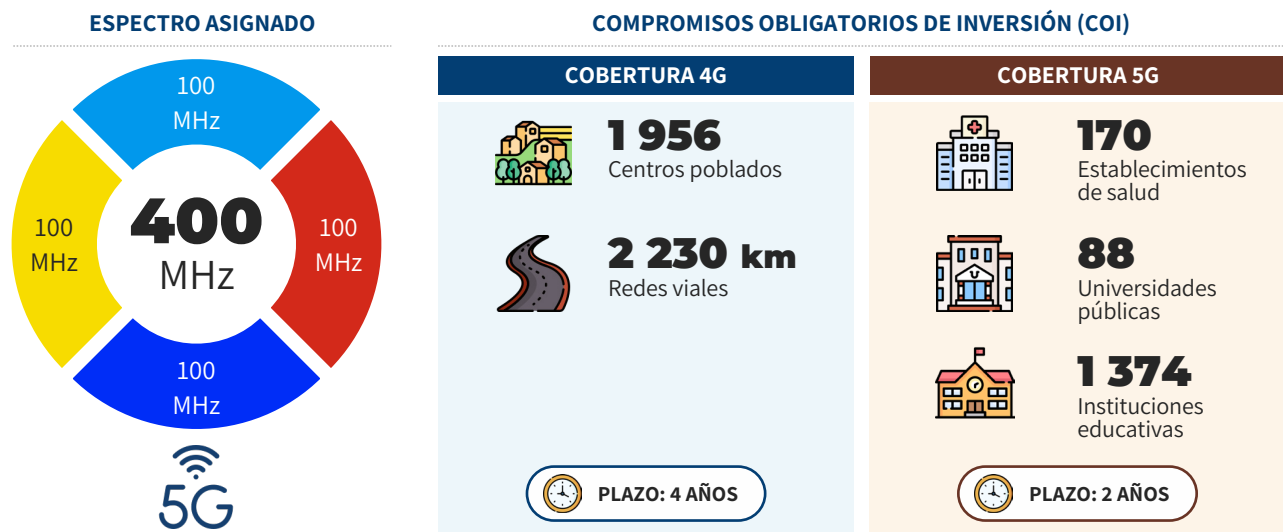 ESPECTRO ASIGNADO
100
MHz
100
MHz
400
MHz
100
MHz
100
MHz
5G
COMPROMISOS OBLIGATORIOS DE INVERSIÓN (COI)
COBERTURA 4G
1 956
Centros poblados
2 230 km
Redes viales
PLAZO: 4 AÑOS
COBERTURA 5G
170
Establecimientos
de salud
88
Universidades
públicas
1 374
Instituciones
educativas
PLAZO: 2 AÑOS